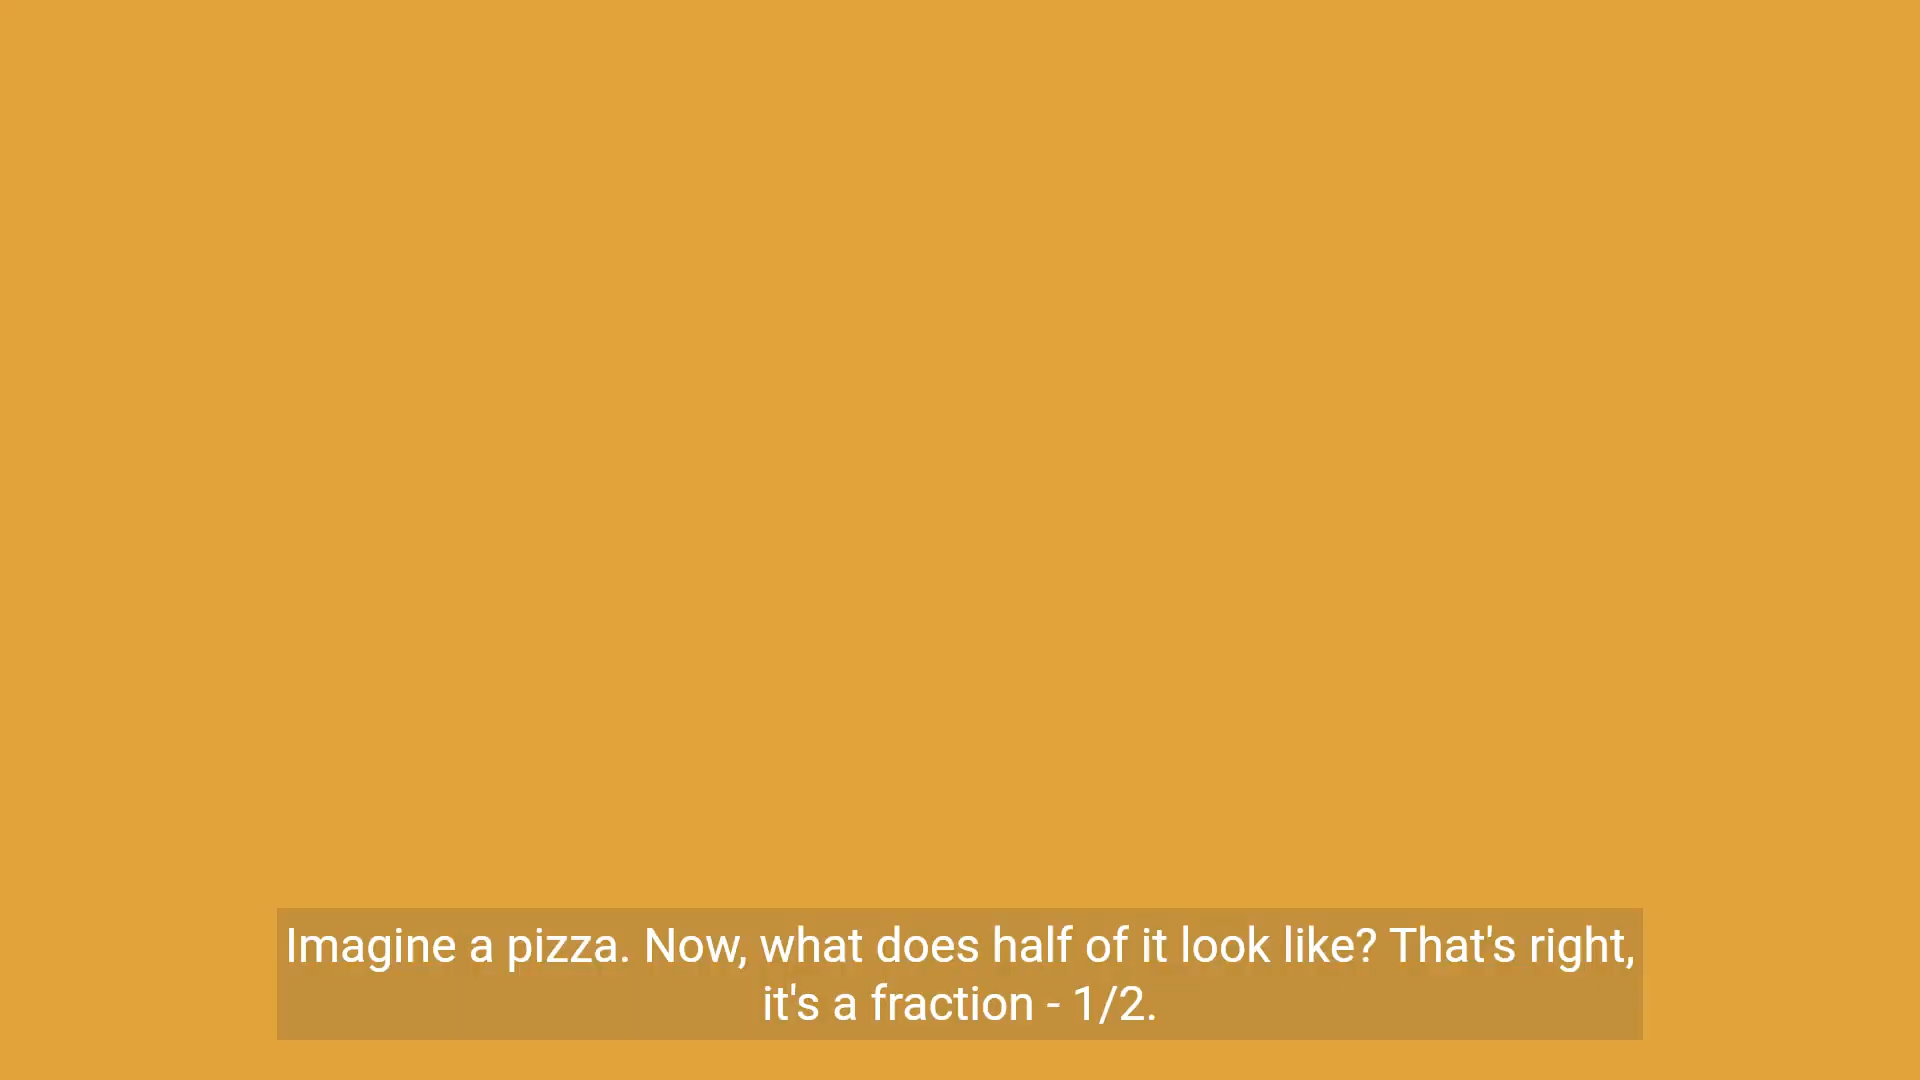 Imagine a pizza. Now, what does half of it look like? That's right,
it's a fraction - 1/2.